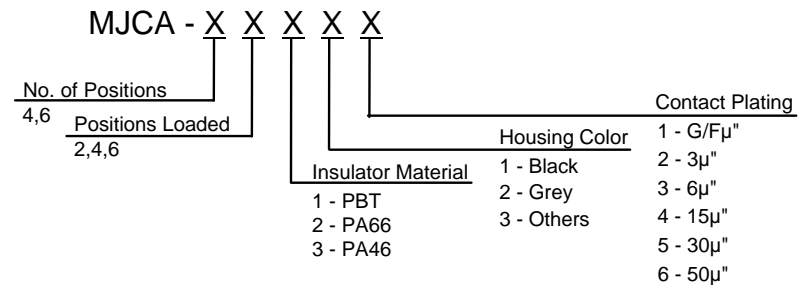 MJCA - X X X X X
No. of Positions
4,6
Positions Loaded
2,4,6
Insulator Material
1 - PBT
2 - PA66
3 - PA46
Housing Color
1 - Black
2 - Grey
3 - Others
Contact Plating
1 - G/Fµ"
2 - 3µ"
3 - 6µ"
4 - 15µ"
5 - 30µ"
6 - 50µ"